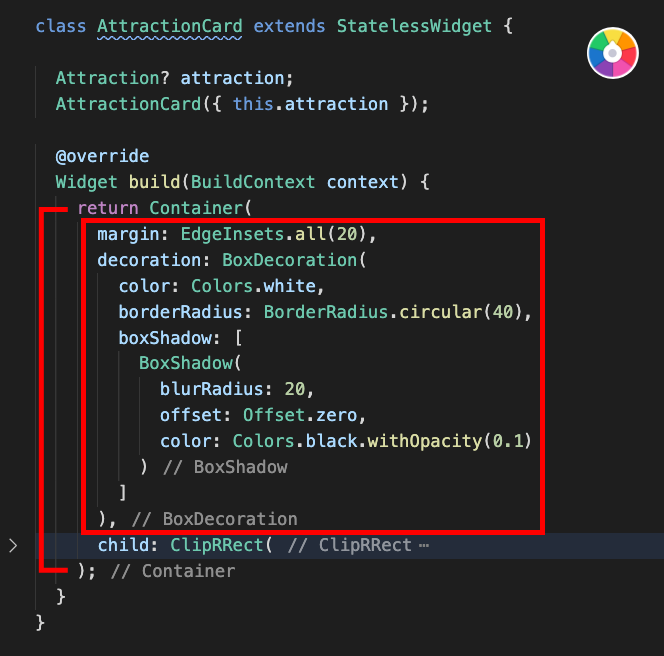 class AttractionCard extends StatelessWidget {
Attraction? attraction;
AttractionCard({ this.attraction });
@override
Widget build(BuildContext context) {
return Container(
margin: EdgeInsets.all(20),
decoration: BoxDecoration(
color: Colors.white,
borderRadius: BorderRadius.circular(40),
boxShadow: [
BoxShadow(
blurRadius: 20,
offset: Offset.zero,
color: Colors.black.withOpacity(0.1)
) // BoxShadow
]
), // BoxDecoration
child: ClipRRect( // ClipRRect ⋯
); // Container
}
}